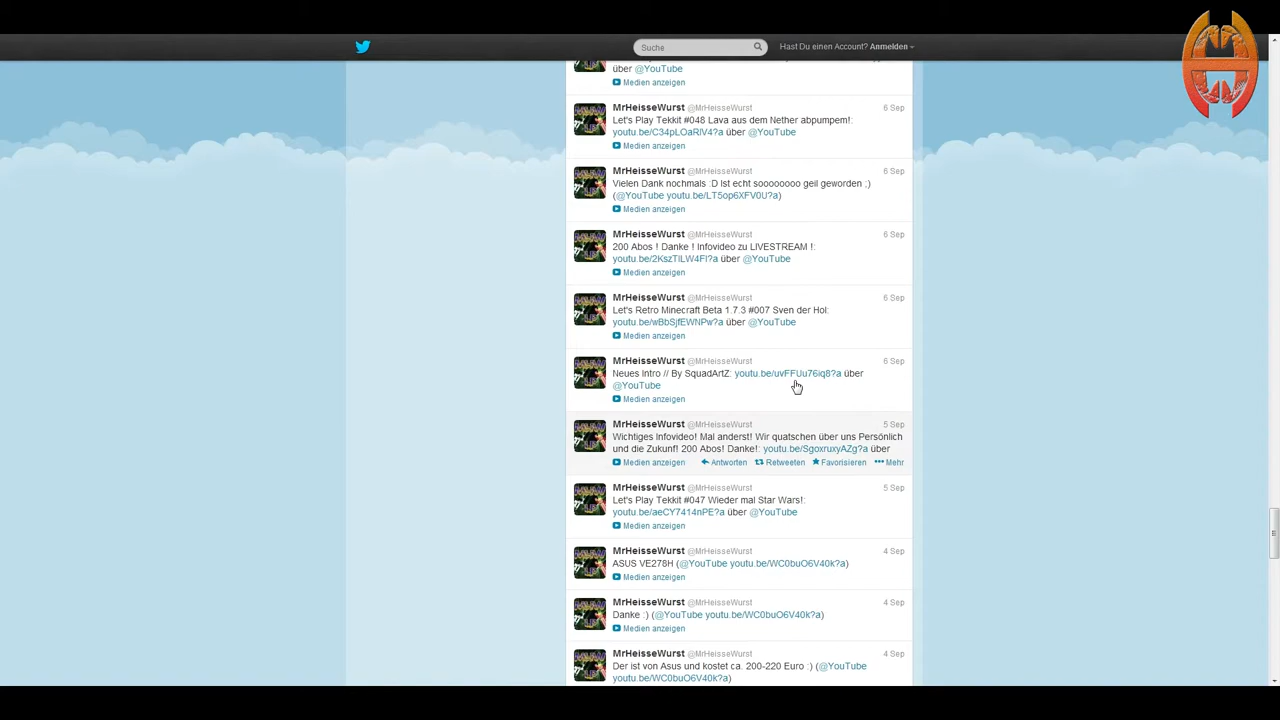 Suche
Hast Du einen Account? Anmelden
über @YouTube
Medien anzeigen
MrHeisseWurst @MrHeisseWurst 6 Sep
Let's Play Tekkit #048 Lava aus dem Nether abpumpem!:
youtu.be/C34pLOaRlV4?a über @YouTube
Medien anzeigen
MrHeisseWurst @MrHeisseWurst 6 Sep
Vielen Dank nochmals :D Ist echt soooooooo geil geworden ;)
(@YouTube youtu.be/LT5op6XFV0U?a)
Medien anzeigen
MrHeisseWurst @MrHeisseWurst 6 Sep
200 Abos ! Danke ! Infovideo zu LIVESTREAM !:
youtu.be/2KszTlLW4FI?a über @YouTube
Medien anzeigen
MrHeisseWurst @MrHeisseWurst 6 Sep
Let's Retro Minecraft Beta 1.7.3 #007 Sven der Hol:
youtu.be/wBbSjfEWNPw?a über @YouTube
Medien anzeigen
MrHeisseWurst @MrHeisseWurst 6 Sep
Neues Intro // By SquadArtZ: youtu.be/uvFFUu76iq8?a über
@YouTube
Medien anzeigen
MrHeisseWurst @MrHeisseWurst 5 Sep
Wichtiges Infovideo! Mal anderst! Wir quatschen über uns Persönlich
und die Zukunf! 200 Abos! Danke!: youtu.be/SgoxruxyAZg?a über
Medien anzeigen Antworten Retweeten Favorisieren Mehr
MrHeisseWurst @MrHeisseWurst 5 Sep
Let's Play Tekkit #047 Wieder mal Star Wars!:
youtu.be/aeCY7414nPE?a über @YouTube
Medien anzeigen
MrHeisseWurst @MrHeisseWurst 4 Sep
ASUS VE278H (@YouTube youtu.be/WC0buO6V40k?a)
Medien anzeigen
MrHeisseWurst @MrHeisseWurst 4 Sep
Danke :) (@YouTube youtu.be/WC0buO6V40k?a)
Medien anzeigen
MrHeisseWurst @MrHeisseWurst 4 Sep
Der ist von Asus und kostet ca. 200-220 Euro :) (@YouTube
youtu.be/WC0buO6V40k?a)